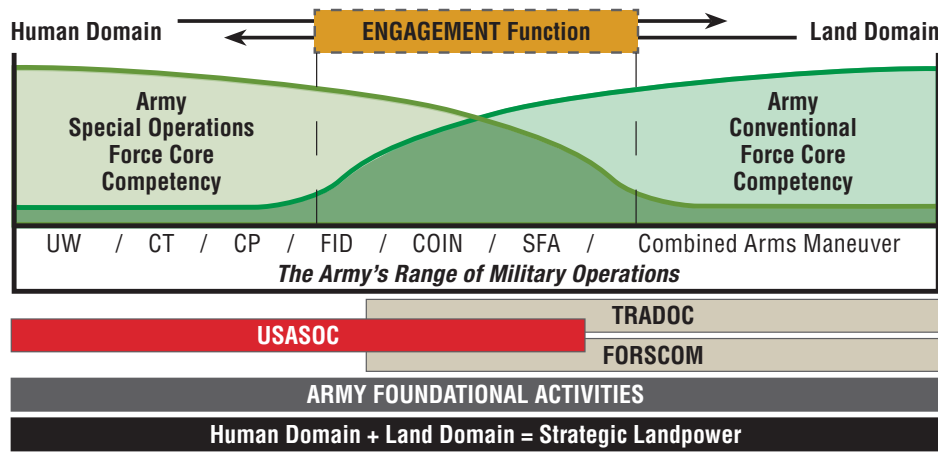 Human Domain
ENGAGEMENT Function
Land Domain
Army
Special Operations
Force Core
Competency
Army
Conventional
Force Core
Competency
UW / CT / CP / FID / COIN / SFA / Combined Arms Maneuver
The Army's Range of Military Operations
TRADOC
USASOC
FORSCOM
ARMY FOUNDATIONAL ACTIVITIES
Human Domain + Land Domain = Strategic Landpower